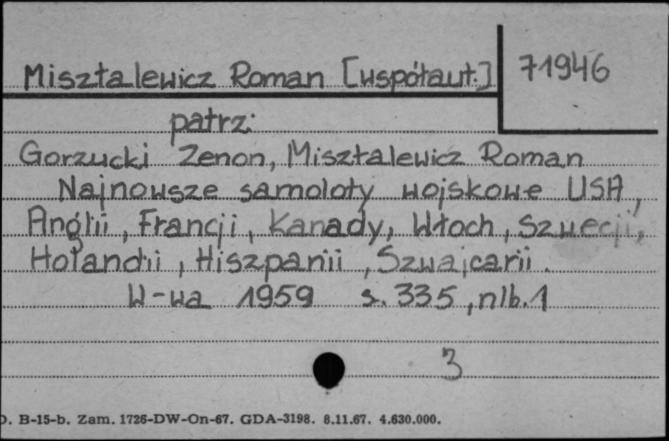 Miształewicz Roman [współaut.] 71946
patrz:
Gorzucki Zenon, Miształewicz Roman
Najnowsze samoloty wojskowe USA,
Anglii, Francji, Kanady, Włoch, Szwecji,
Holandii, Hiszpanii, Szwajcarii.
W-wa 1959 s. 335, nlb. 1
3
D. B-15-b. Zam. 1726-DW-On-67. GDA-3198. 8.11.67. 4.630.000.